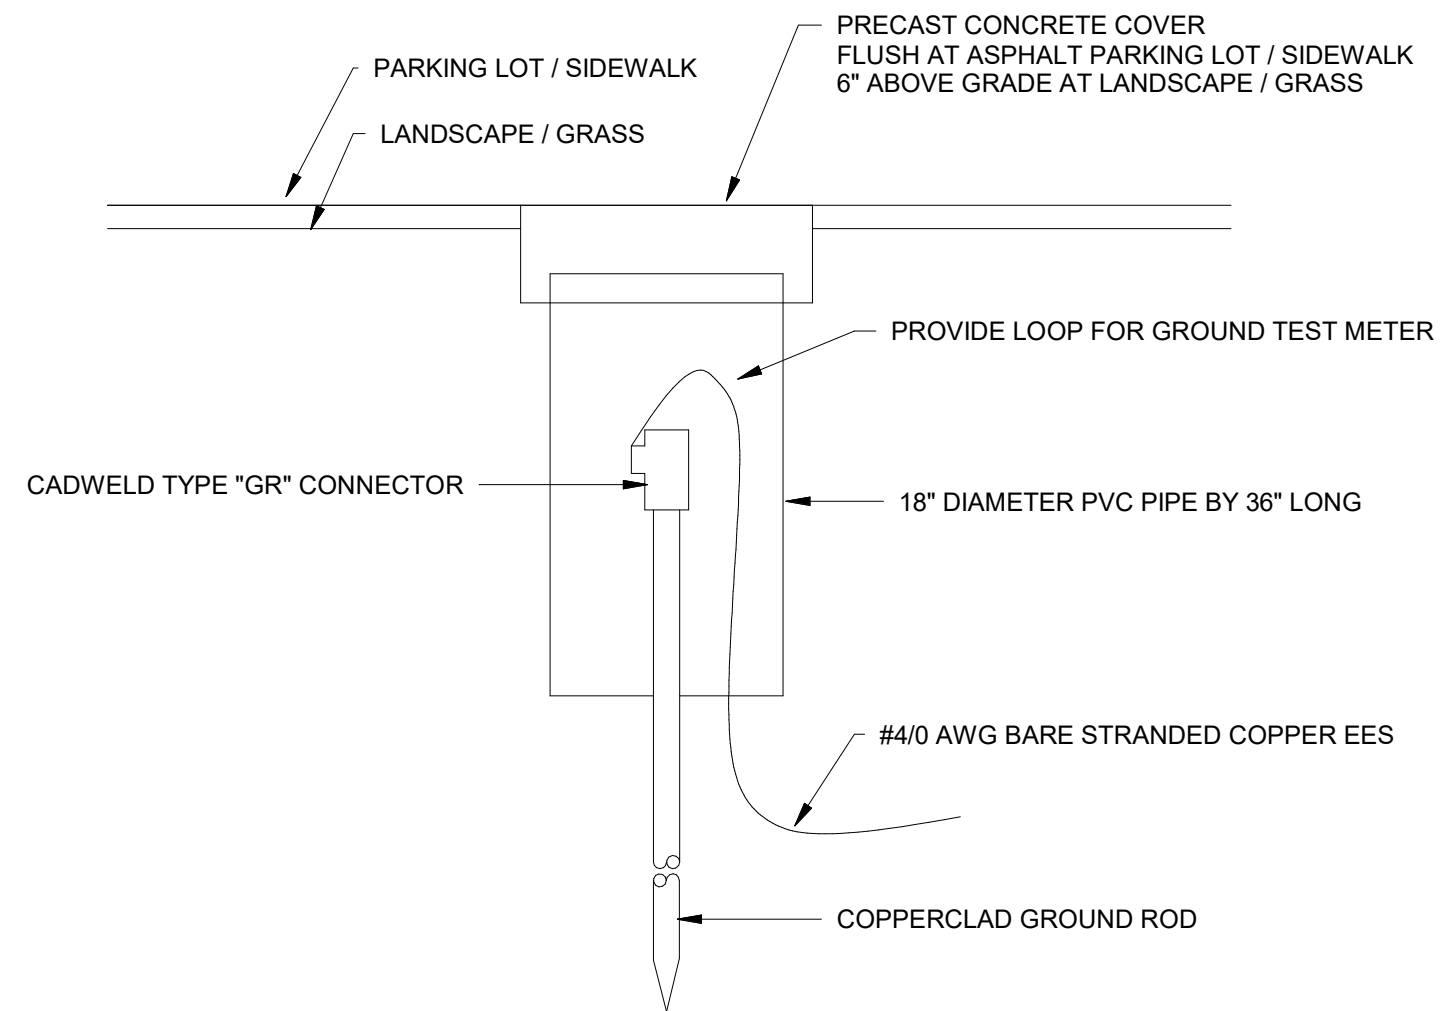 PRECAST CONCRETE COVER
FLUSH AT ASPHALT PARKING LOT / SIDEWALK
6" ABOVE GRADE AT LANDSCAPE / GRASS
PARKING LOT / SIDEWALK
LANDSCAPE / GRASS
PROVIDE LOOP FOR GROUND TEST METER
CADWELD TYPE "GR" CONNECTOR
18" DIAMETER PVC PIPE BY 36" LONG
#4/0 AWG BARE STRANDED COPPER EES
COPPERCLAD GROUND ROD